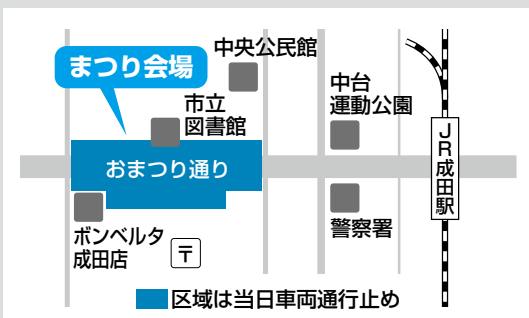 まつり会場
中央公民館
市立
図書館
中台
運動公園
JR成田駅
おまつり通り
ボンベルタ
成田店
〒
警察署
区域は当日車両通行止め